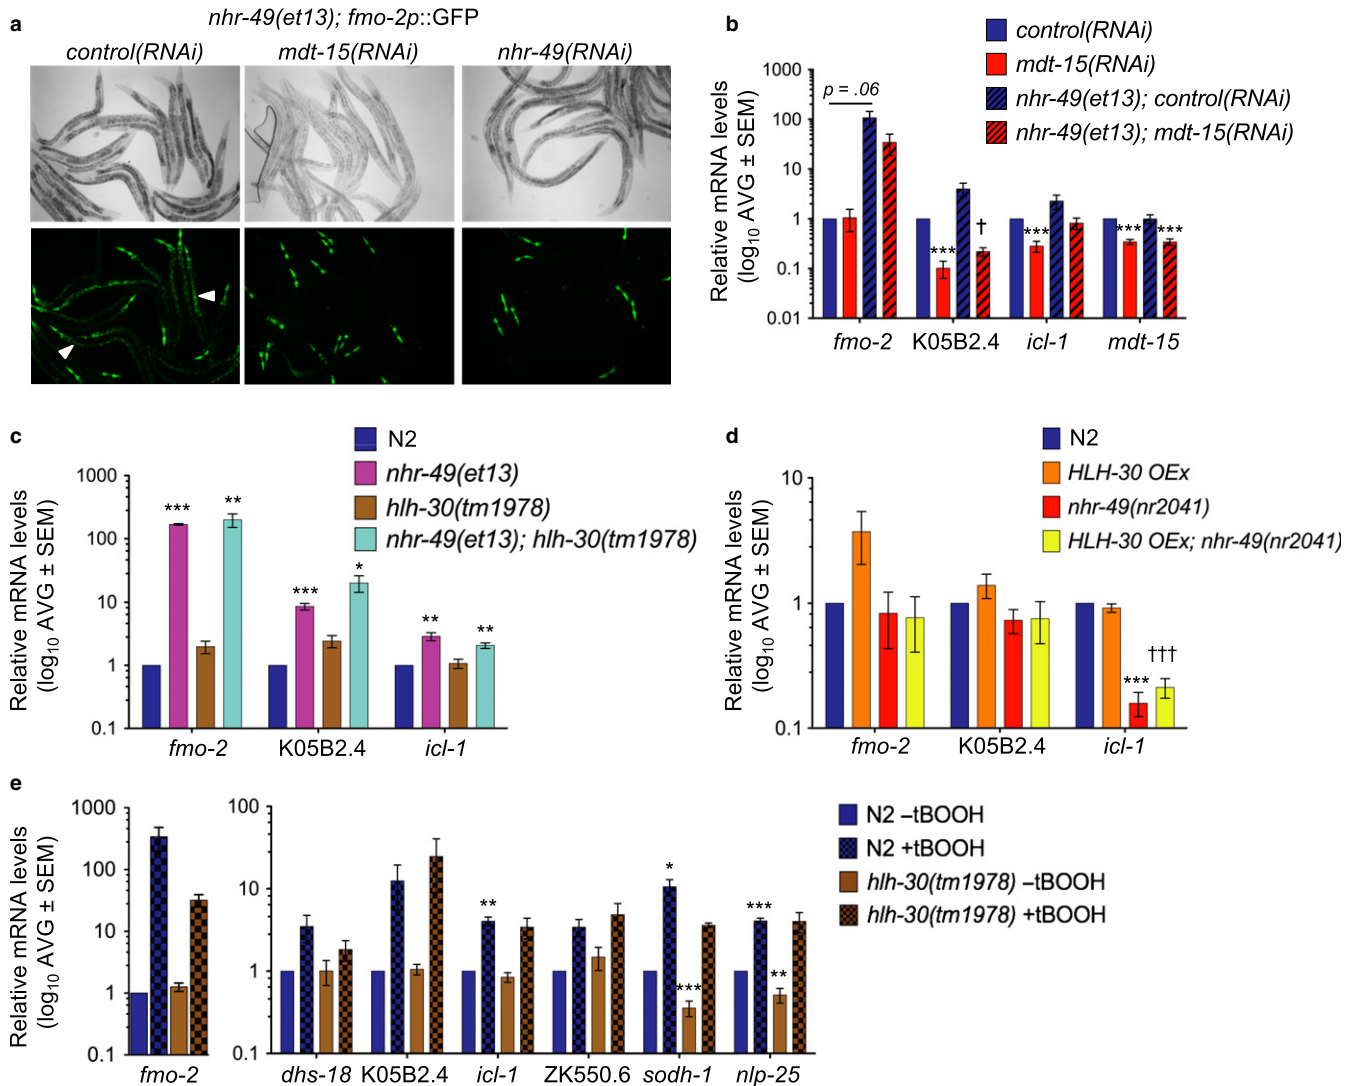 a
nhr-49(et13); fmo-2p::GFP
control(RNAi) mdt-15(RNAi) nhr-49(RNAi)
b
control(RNAi)
mdt-15(RNAi)
nhr-49(et13); control(RNAi)
nhr-49(et13); mdt-15(RNAi)
Relative mRNA levels
(log10 AVG ± SEM)
1000
100
10
1
0.1
0.01
p = .06
*** † *** *** ***
fmo-2 K05B2.4 icl-1 mdt-15
c
N2
nhr-49(et13)
hlh-30(tm1978)
nhr-49(et13); hlh-30(tm1978)
Relative mRNA levels
(log10 AVG ± SEM)
1000
100
10
1
0.1
*** ** *** * ** **
fmo-2 K05B2.4 icl-1
d
N2
HLH-30 OEx
nhr-49(nr2041)
HLH-30 OEx; nhr-49(nr2041)
Relative mRNA levels
(log10 AVG ± SEM)
10
1
0.1
*** †††
fmo-2 K05B2.4 icl-1
e
Relative mRNA levels
(log10 AVG ± SEM)
1000
100
10
1
0.1
fmo-2
100
10
1
0.1
** * *** *** **
dhs-18 K05B2.4 icl-1 ZK550.6 sodh-1 nlp-25
N2 –tBOOH
N2 +tBOOH
hlh-30(tm1978) –tBOOH
hlh-30(tm1978) +tBOOH